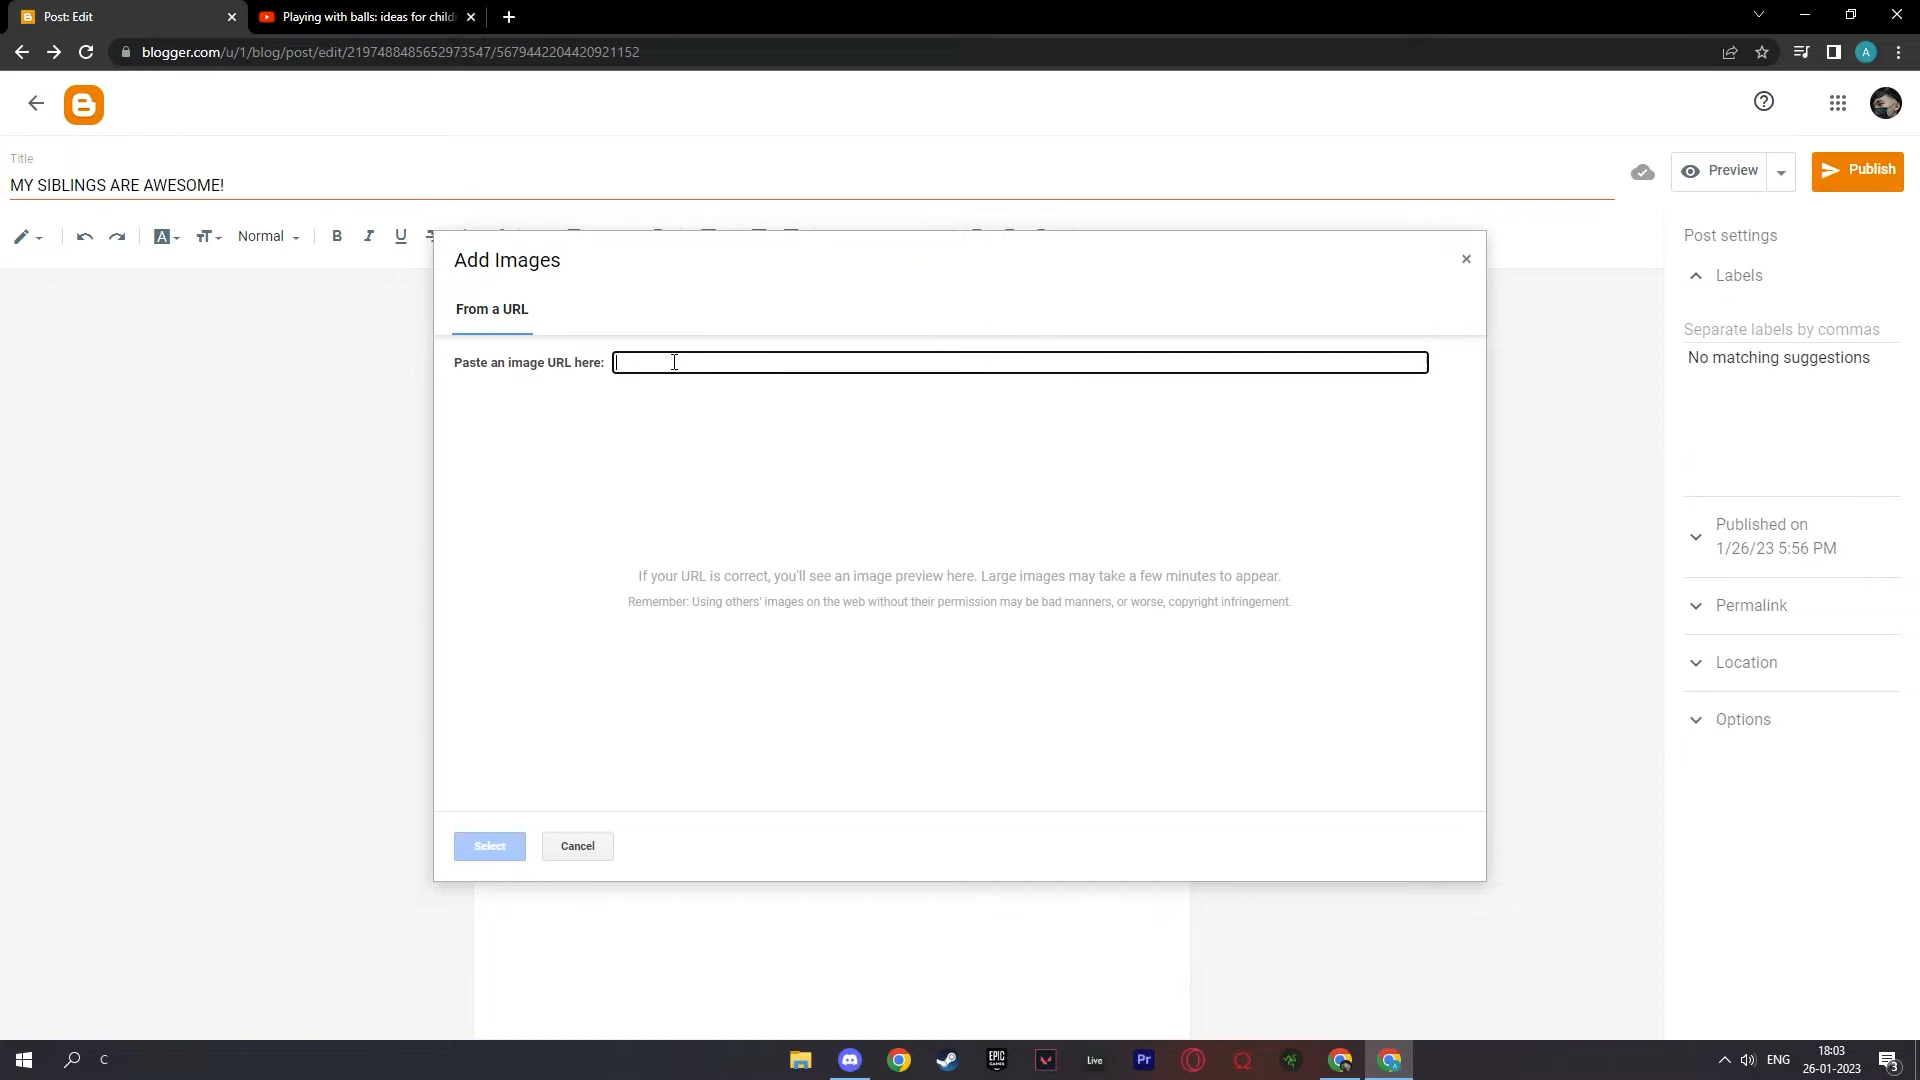 Post: Edit
Playing with balls: ideas for child
blogger.com/u/1/blog/post/edit/2197488485652973547/5679442204420921152
A
Title
MY SIBLINGS ARE AWESOME!
Preview
Publish
A
Normal
B I U
Post settings
Labels
Separate labels by commas
No matching suggestions
Published on
1/26/23 5:56 PM
Permalink
Location
Options
Add Images
From a URL
Paste an image URL here:
If your URL is correct, you'll see an image preview here. Large images may take a few minutes to appear.
Remember: Using others' images on the web without their permission may be bad manners, or worse, copyright infringement.
Select
Cancel
C
EPIC
GAMES
Live
Pr
ENG
18:03
26-01-2023
3